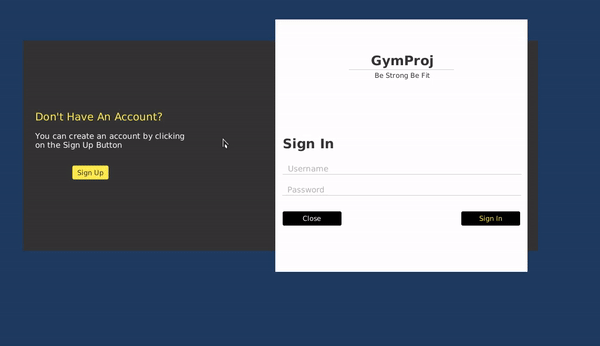 Don't Have An Account?
You can create an account by clicking
on the Sign Up Button
Sign Up
GymProj
Be Strong Be Fit
Sign In
Username
Password
Close
Sign In